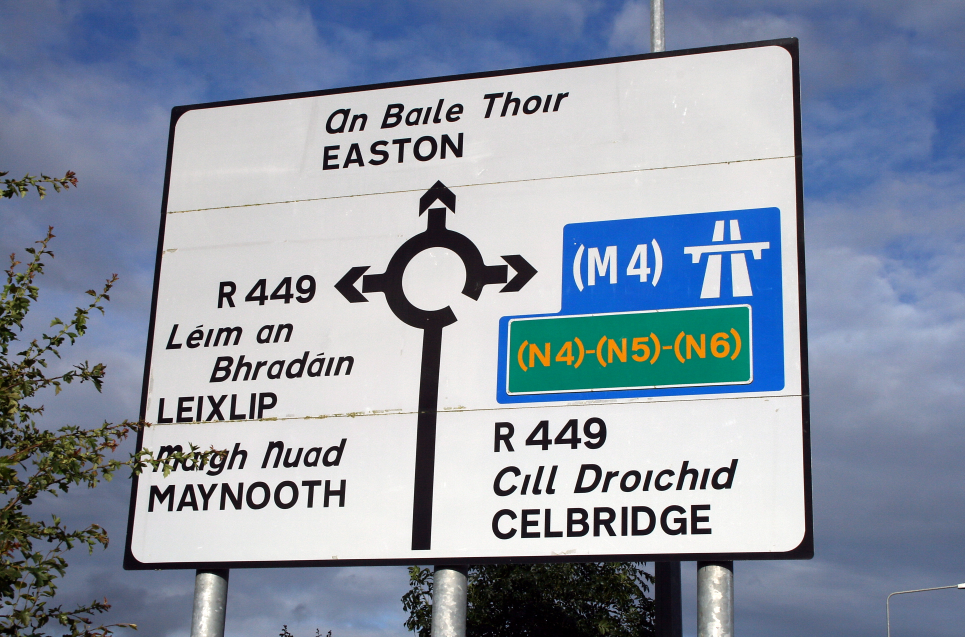 An Baile Thoir
EASTON
R 449
Léim an
Bhradáin
LEIXLIP
Maigh Nuad
MAYNOOTH
(M4)
(N4)-(N5)-(N6)
R 449
Cill Droichid
CELBRIDGE